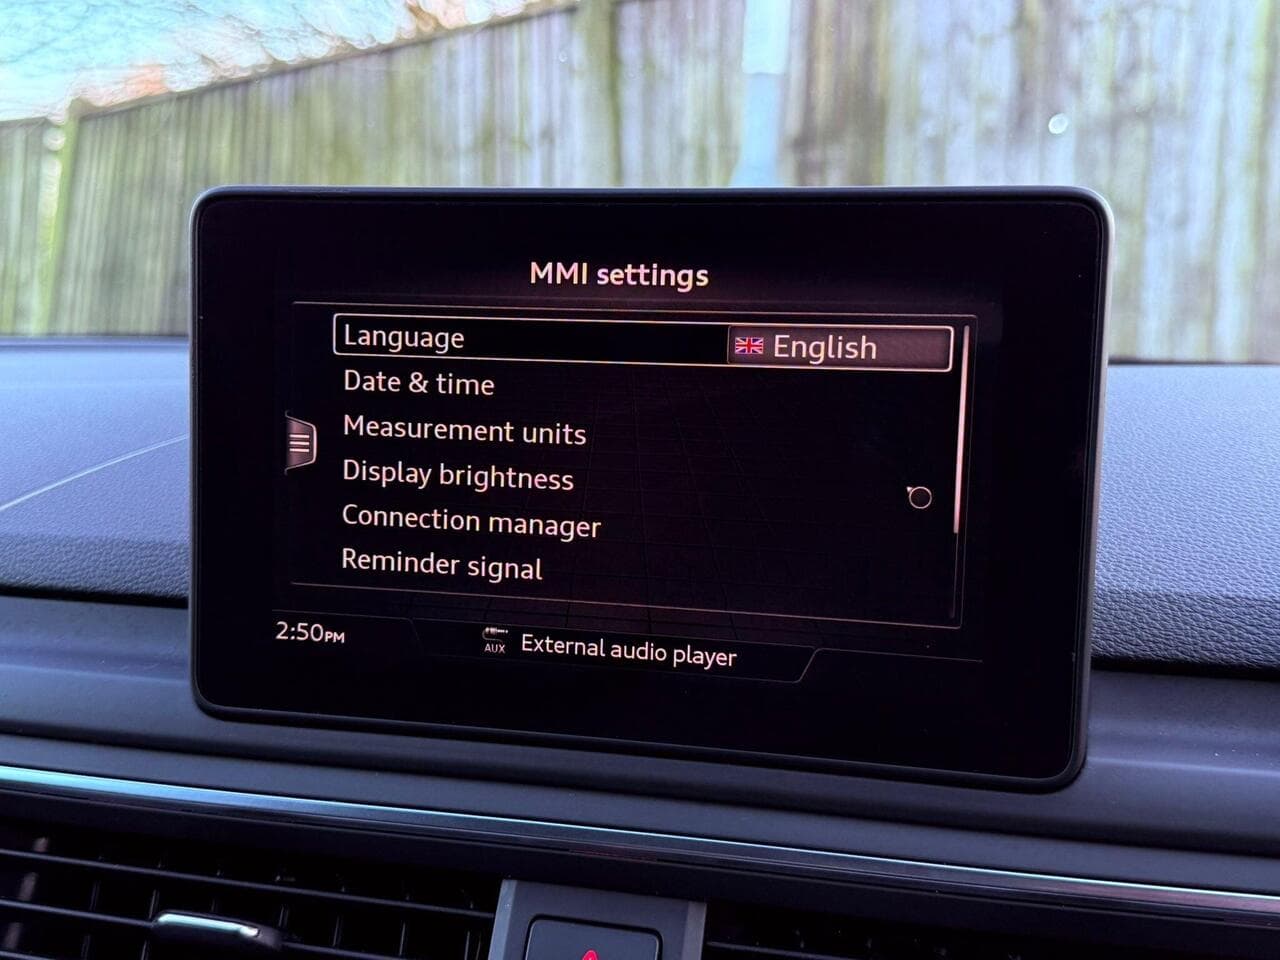 MMI settings
Language English
Date & time
Measurement units
Display brightness
Connection manager
Reminder signal
2:50PM AUX External audio player